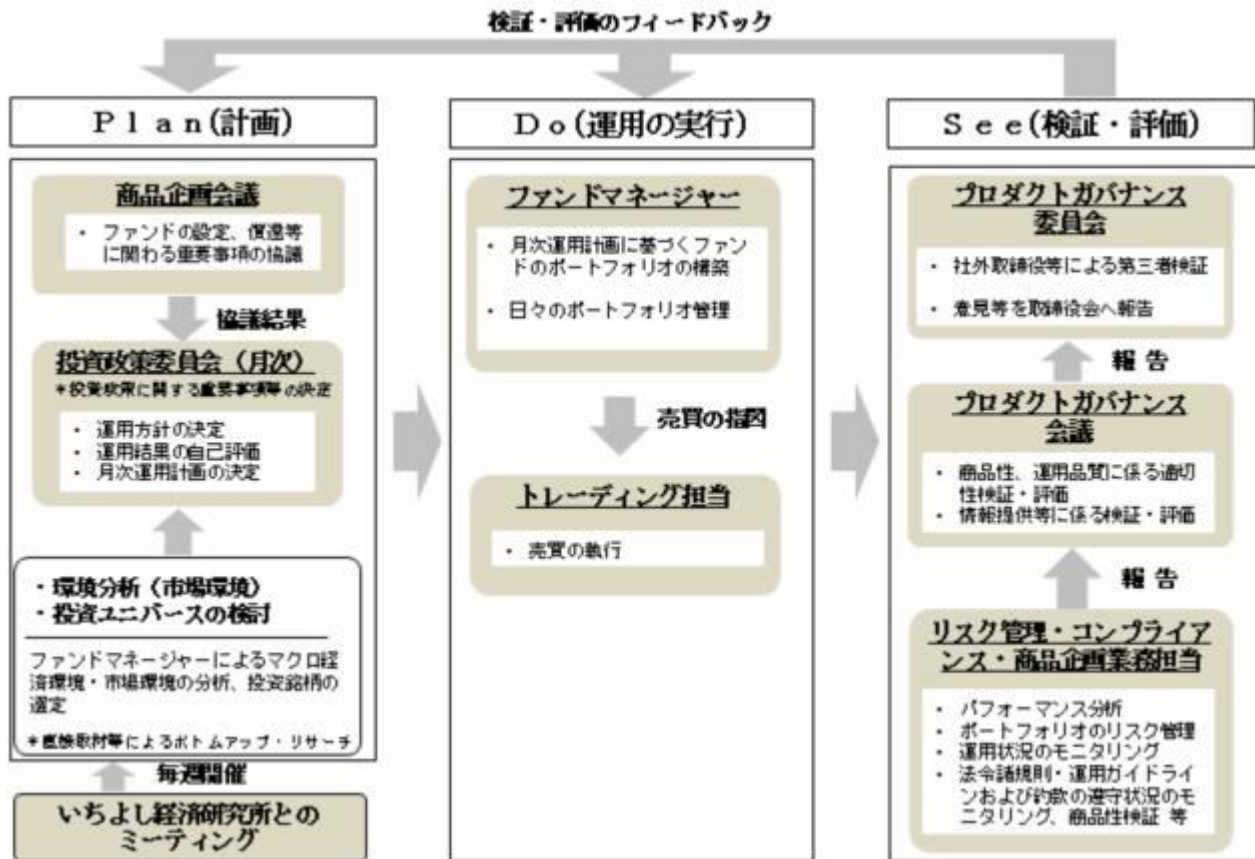 検証・評価のフィードバック
Ｐｌａｎ(計画)
商品企画会議
・ ファンドの設定、償還等
に関わる重要事項の協議
協議結果
投資政策委員会（月次）
＊投資政策に関する重要事項等の決定
・ 運用方針の決定
・ 運用結果の自己評価
・ 月次運用計画の決定
・環境分析（市場環境）
・投資ユニバースの検討
ファンドマネージャーによるマクロ経
済環境・市場環境の分析、投資銘柄の
選定
＊直接取材等によるボトムアップ・リサーチ
毎週開催
いちよし経済研究所との
ミーティング
Ｄｏ(運用の実行)
ファンドマネージャー
・ 月次運用計画に基づくファン
ドのポートフォリオの構築
・ 日々のポートフォリオ管理
売買の指図
トレーディング担当
・ 売買の執行
Ｓｅｅ(検証・評価)
プロダクトガバナンス
委員会
・ 社外取締役等による第三者検証
・ 意見等を取締役会へ報告
報告
プロダクトガバナンス
会議
・ 商品性、運用品質に係る適切
性検証・評価
・ 情報提供等に係る検証・評価
報告
リスク管理・コンプライア
ンス・商品企画業務担当
・ パフォーマンス分析
・ ポートフォリオのリスク管理
・ 運用状況のモニタリング
・ 法令諸規則・運用ガイドライ
ンおよび約款の遵守状況のモ
ニタリング、商品性検証 等